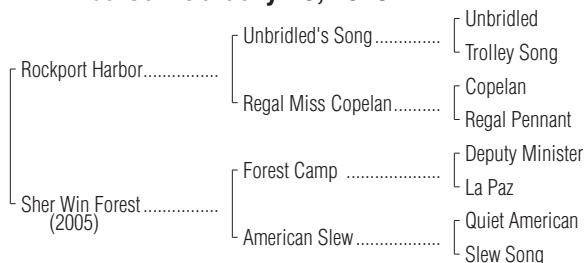 Unbridled
Unbridled's Song..............
Trolley Song
Rockport Harbor................
Copelan
Regal Miss Copelan..........
Regal Pennant
Deputy Minister
Forest Camp ....................
La Paz
Sher Win Forest................
(2005)
Quiet American
American Slew.................
Slew Song